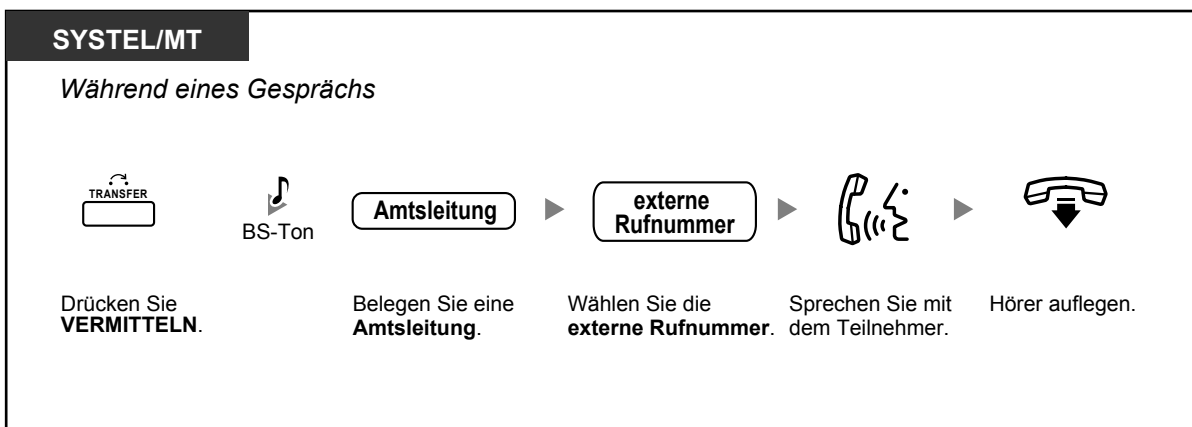 SYSTEL/MT
Während eines Gesprächs
TRANSFER
BS-Ton
Amtsleitung
externe
Rufnummer
Drücken Sie
VERMITTELN.
Belegen Sie eine
Amtsleitung.
Wählen Sie die
externe Rufnummer.
Sprechen Sie mit
dem Teilnehmer.
Hörer auflegen.